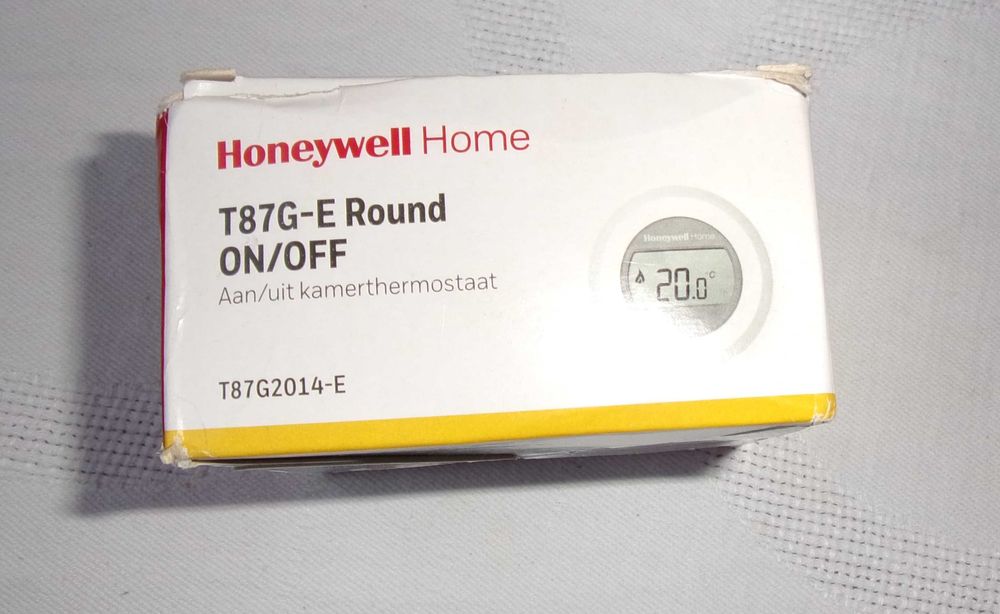 Honeywell Home
T87G-E Round
ON/OFF
Aan/uit kamerthermostaat
T87G2014-E
Honeywell Home
20.0°C